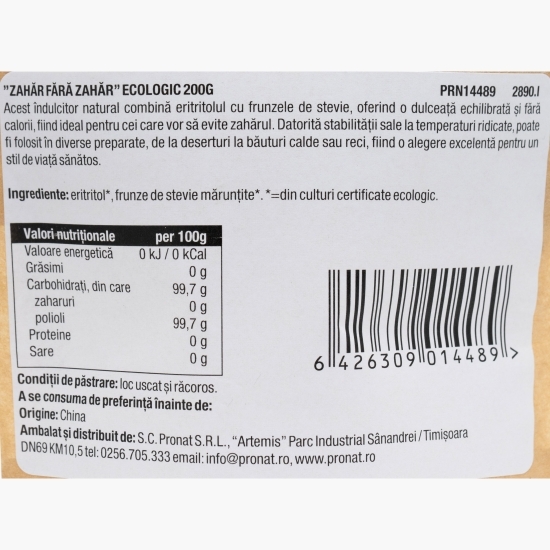 "ZAHĂR FĂRĂ ZAHĂR" ECOLOGIC 200G PRN14489 2890.I
Acest îndulcitor natural combină eritritolul cu frunzele de stevie, oferind o dulceață echilibrată și fără
calorii, fiind ideal pentru cei care vor să evite zahărul. Datorită stabilității sale la temperaturi ridicate, poate
fi folosit în diverse preparate, de la deserturi la băuturi calde sau reci, fiind o alegere excelentă pentru un
stil de viață sănătos.
Ingrediente: eritritol*, frunze de stevie mărunțite*. *=din culturi certificate ecologic.
Valori nutriționale per 100g
Valoare energetică 0 kJ / 0 kCal
Grăsimi 0 g
Carbohidrați, din care 99,7 g
zaharuri 0 g
polioli 99,7 g
Proteine 0 g
Sare 0 g
6 426309 014489 >
Condiții de păstrare: loc uscat și răcoros.
A se consuma de preferință înainte de:
Origine: China
Ambalat și distribuit de: S.C. Pronat S.R.L., "Artemis" Parc Industrial Sânandrei / Timișoara
DN69 KM10,5 tel: 0256.705.333 email: info@pronat.ro, www.pronat.ro